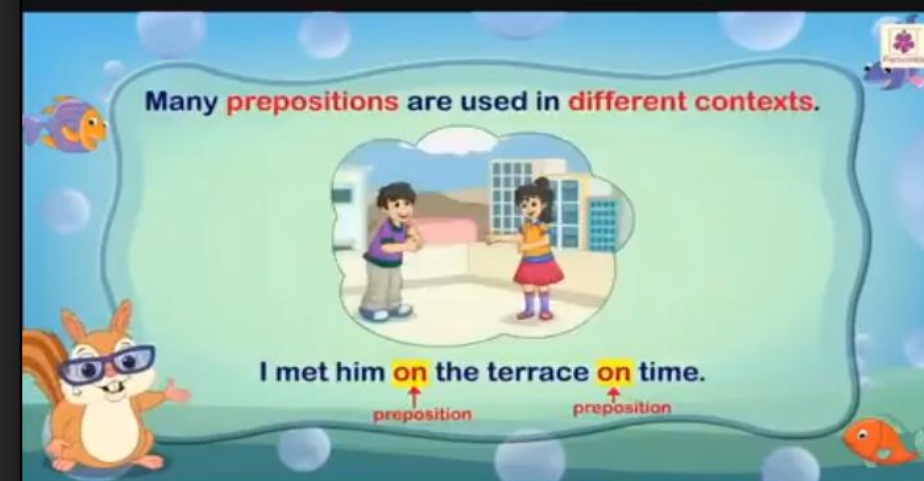 Many prepositions are used in different contexts.
I met him on the terrace on time.
preposition preposition